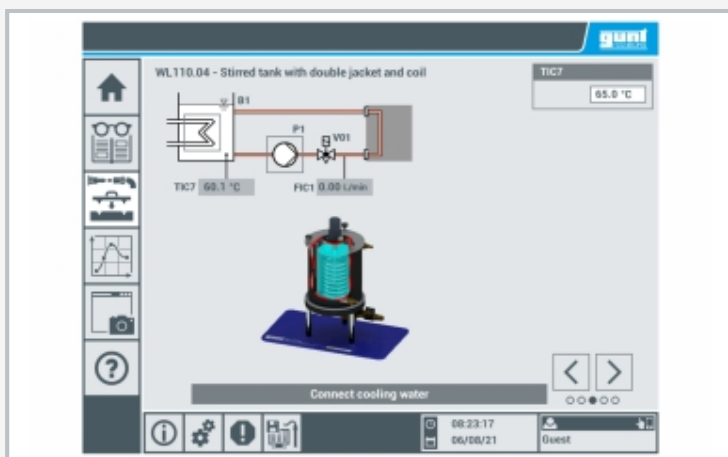 gunt
WL110.04 - Stirred tank with double jacket and coil
TIC7
65.0 °C
B1
P1
V01
TIC7 60.1 °C
FIC1 0.00 L/min
Connect cooling water
08:23:17
06/08/21
Guest